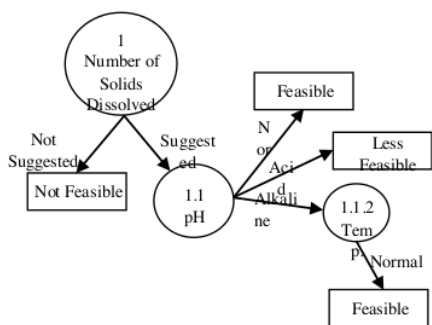 1
Number of
Solids
Dissolved
Not
Suggested
Suggest
ed
Not Feasible
1.1
pH
N
or
Feasible
Aci
d
Less
Feasible
Alkali
ne
1.1.2
Tem
p.
Normal
Feasible